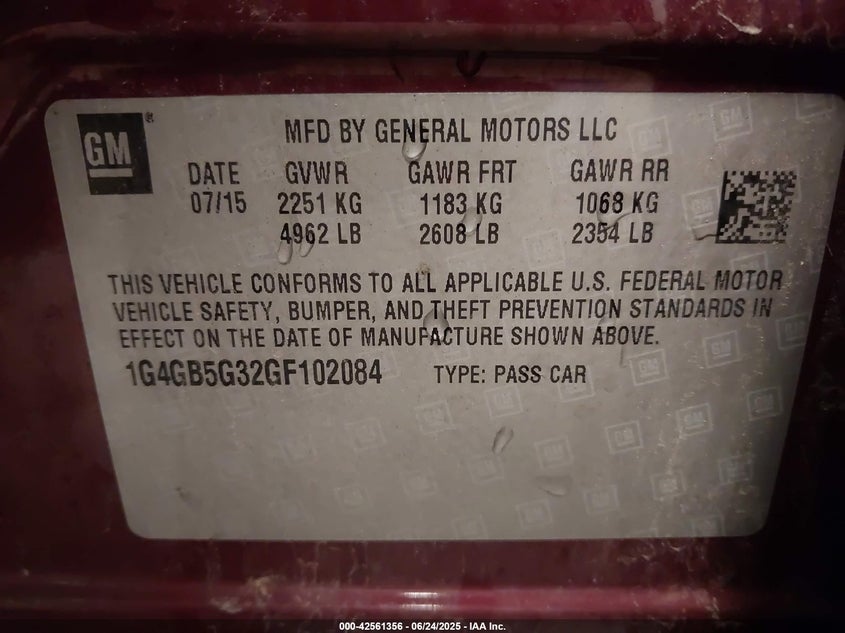 GM
MFD BY GENERAL MOTORS LLC
DATE GVWR GAWR FRT GAWR RR
07/15 2251 KG 1183 KG 1068 KG
4962 LB 2608 LB 2354 LB
THIS VEHICLE CONFORMS TO ALL APPLICABLE U.S. FEDERAL MOTOR
VEHICLE SAFETY, BUMPER, AND THEFT PREVENTION STANDARDS IN
EFFECT ON THE DATE OF MANUFACTURE SHOWN ABOVE.
1G4GB5G32GF102084 TYPE: PASS CAR
000-42561356 - 06/24/2025 - IAA Inc.